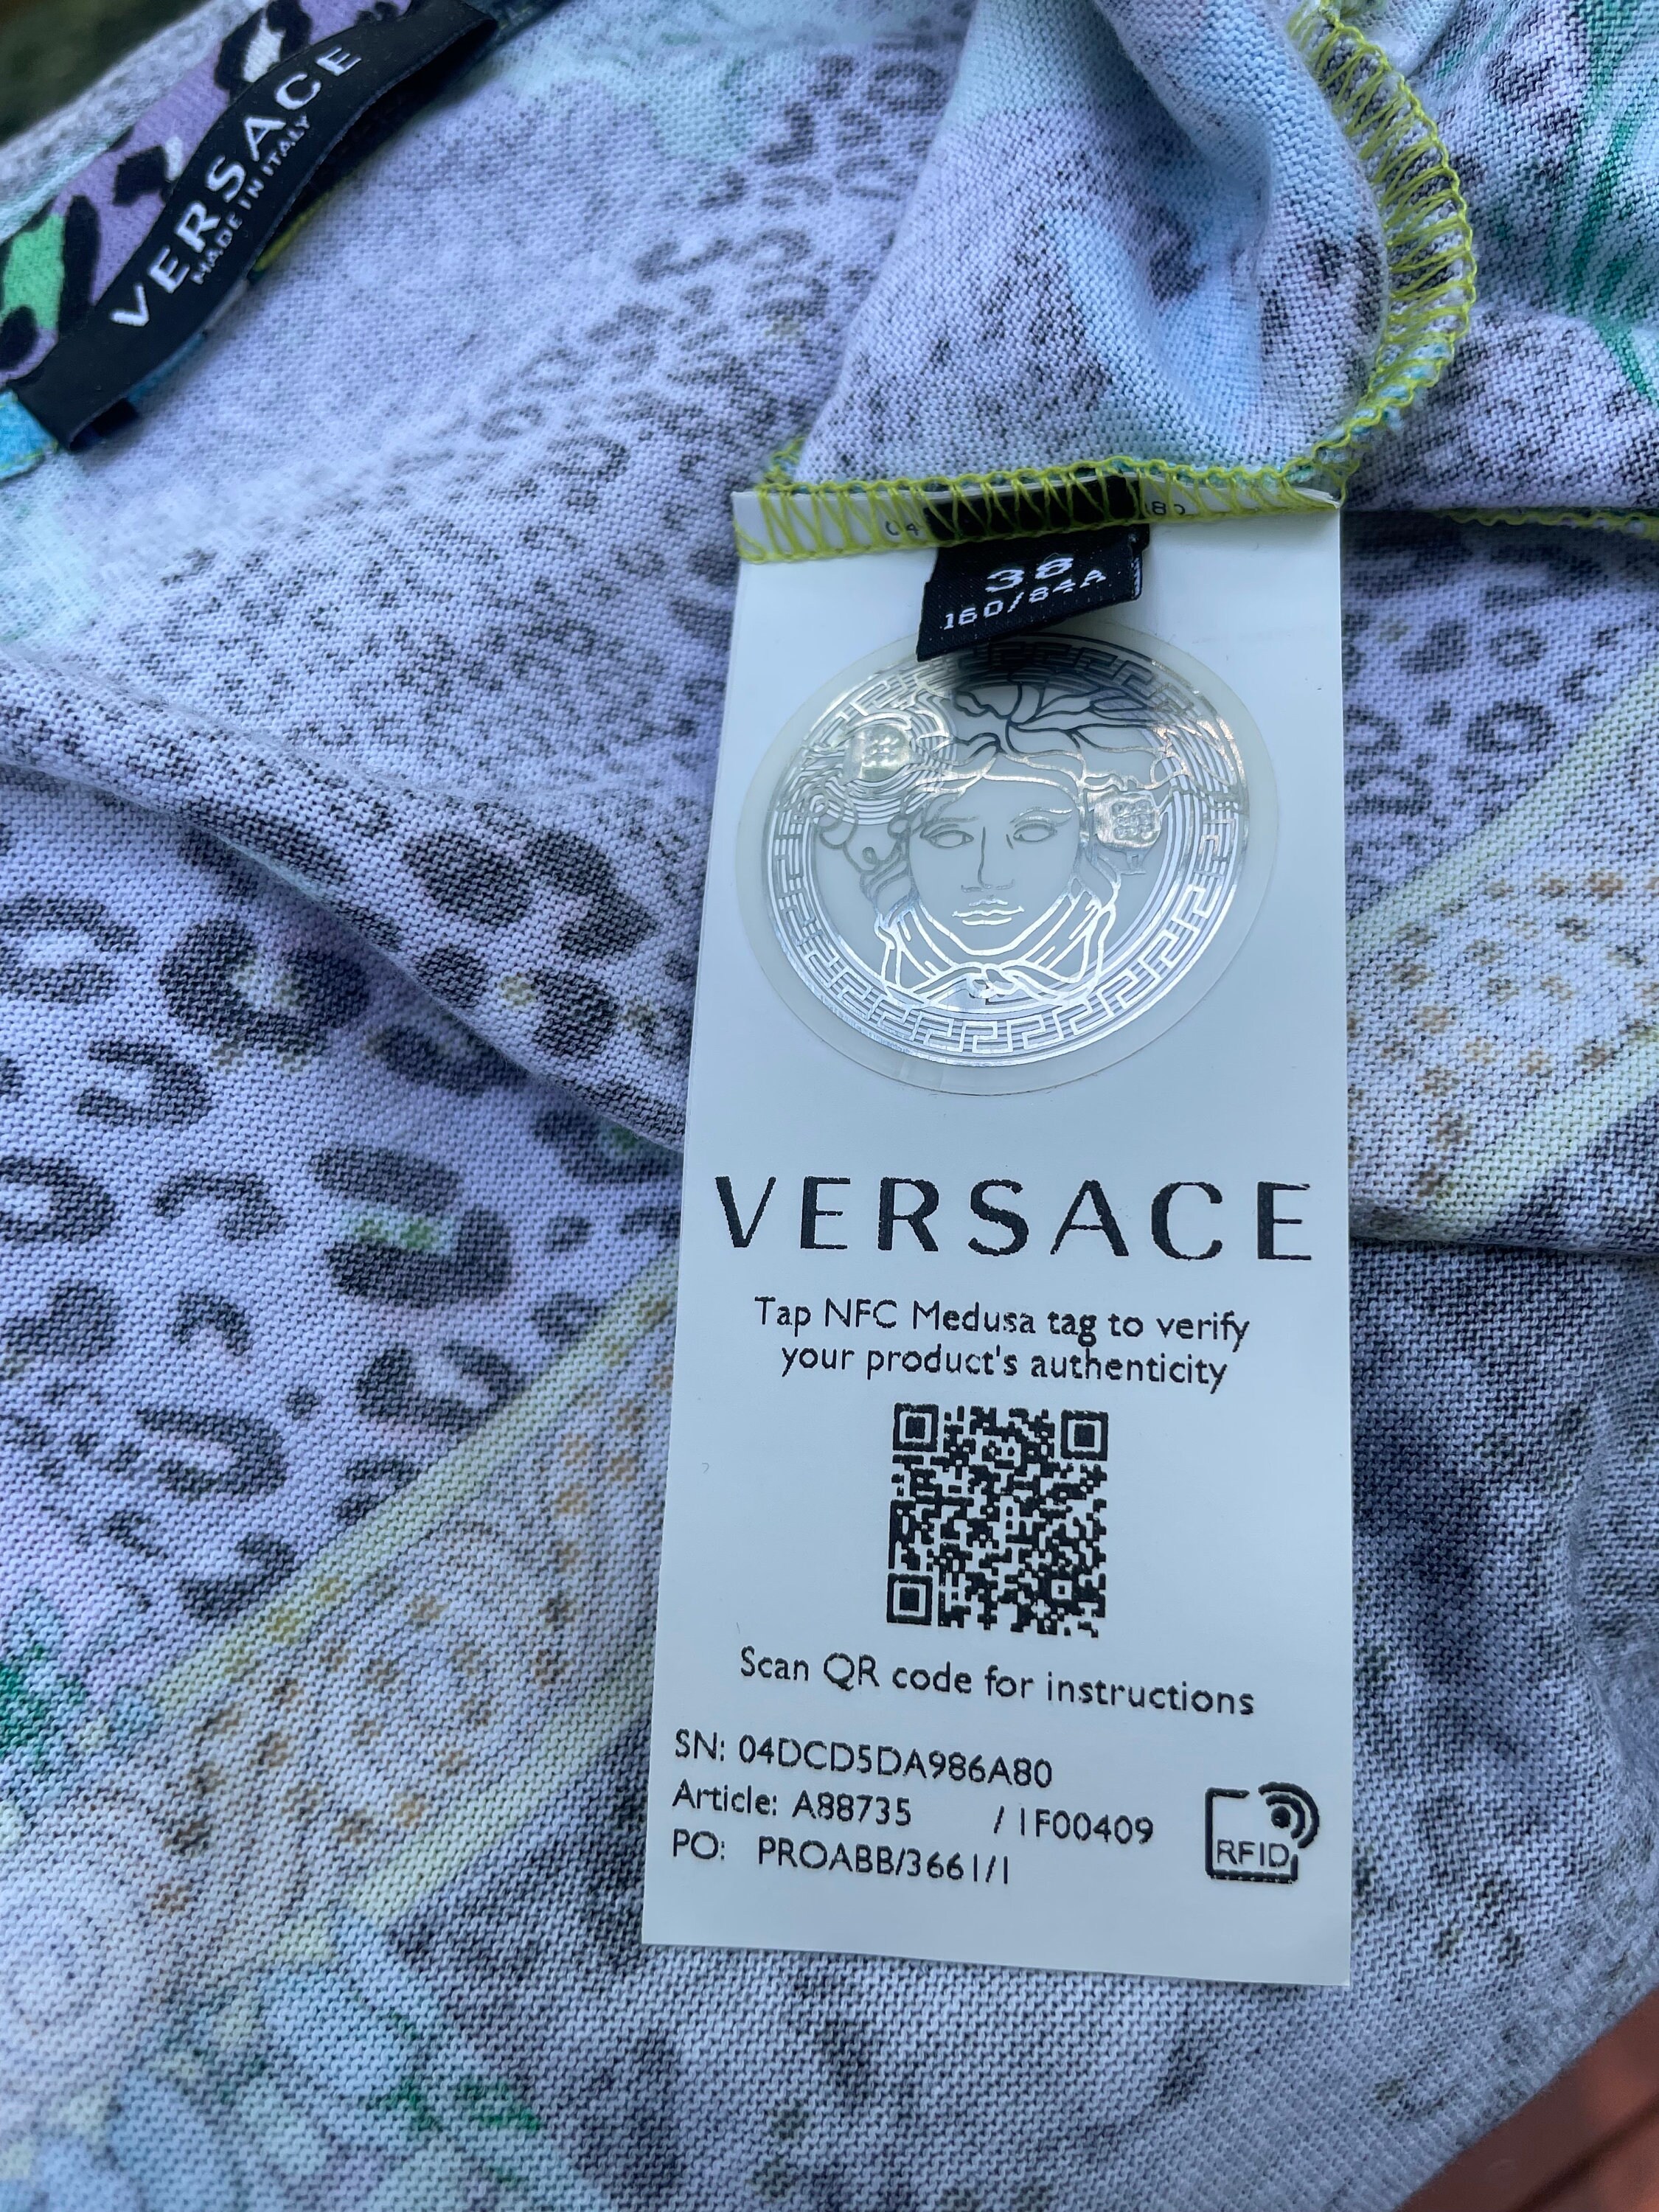 VERSACE
MADE IN ITALY
38
160/84A
VERSACE
Tap NFC Medusa tag to verify
your product's authenticity
Scan QR code for instructions
SN: 04DCD5DA986A80
Article: A88735 / 1F00409
PO: PROABB/3661/1
RFID